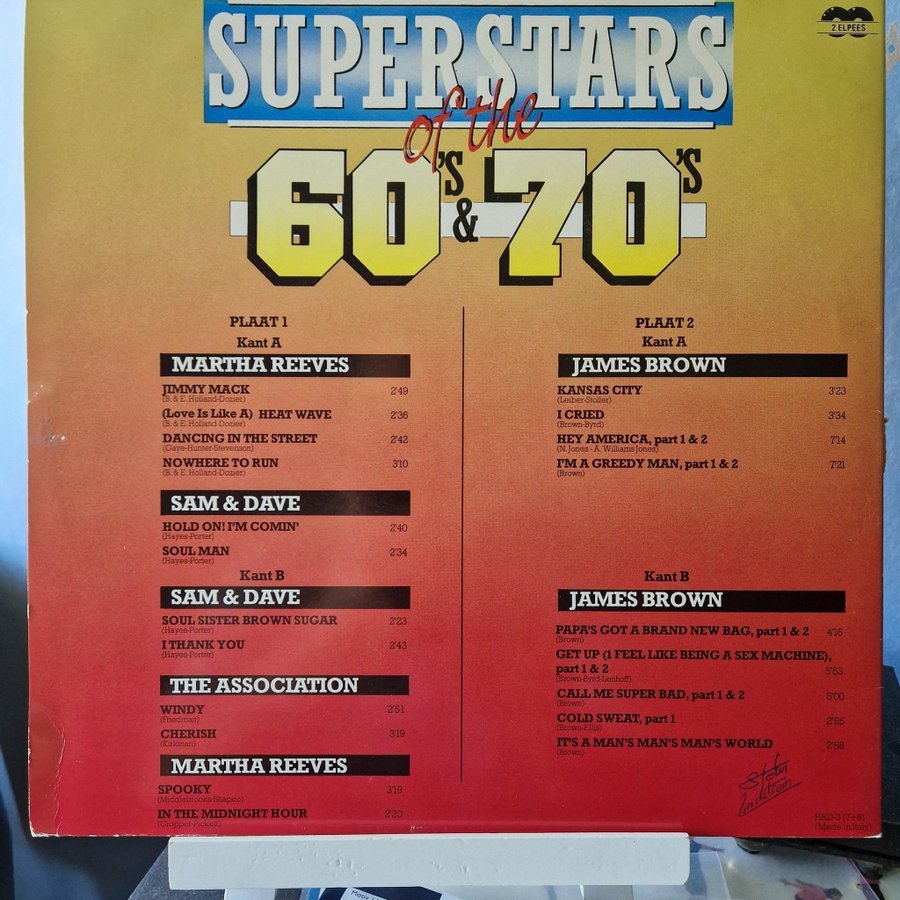 2 ELPEES
SUPERSTARS
of the
60'S & 70'S
PLAAT 1
Kant A
MARTHA REEVES
JIMMY MACK 2'49
(B. & E. Holland-Dozier)
(Love Is Like A) HEAT WAVE 2'36
(B. & E. Holland-Dozier)
DANCING IN THE STREET 2'42
(Gaye-Hunter-Stevenson)
NOWHERE TO RUN 3'10
(B. & E. Holland-Dozier)
SAM & DAVE
HOLD ON! I'M COMIN' 2'40
(Hayes-Porter)
SOUL MAN 2'34
(Hayes-Porter)
Kant B
SAM & DAVE
SOUL SISTER BROWN SUGAR 2'23
(Hayes-Porter)
I THANK YOU 2'43
(Hayes-Porter)
THE ASSOCIATION
WINDY 2'51
(Friedman)
CHERISH 3'19
(Kirkman)
MARTHA REEVES
SPOOKY 3'19
(Middlebrooks-Shapiro)
IN THE MIDNIGHT HOUR 2'20
(Cropper-Pickett)
PLAAT 2
Kant A
JAMES BROWN
KANSAS CITY 3'23
(Leiber-Stoller)
I CRIED 3'34
(Brown-Byrd)
HEY AMERICA, part 1 & 2 7'14
(N. Jones - A. Williams Jones)
I'M A GREEDY MAN, part 1 & 2 7'21
(Brown)
Kant B
JAMES BROWN
PAPA'S GOT A BRAND NEW BAG, part 1 & 2 4'16
(Brown)
GET UP (I FEEL LIKE BEING A SEX MACHINE),
part 1 & 2 5'53
(Brown-Byrd-Lenhoff)
CALL ME SUPER BAD, part 1 & 2 5'00
(Brown)
COLD SWEAT, part 1 2'55
(Brown-Ellis)
IT'S A MAN'S MAN'S MAN'S WORLD 2'58
(Brown)
HRD-3 (7+8)
(Made in Italy)